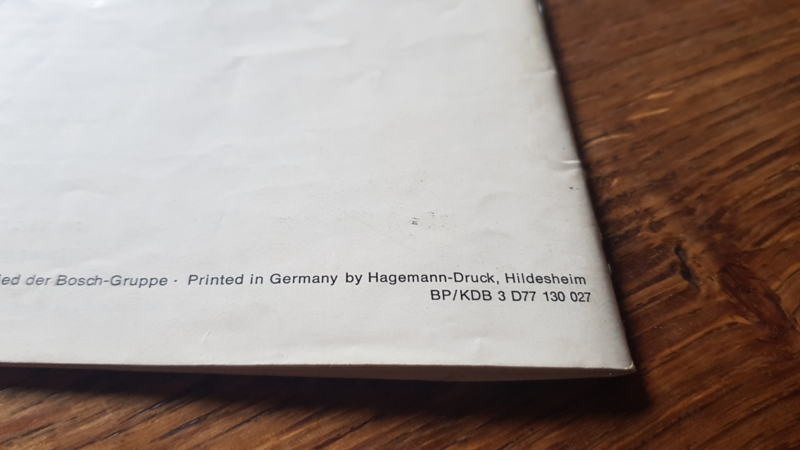 der Bosch-Gruppe · Printed in Germany by Hagemann-Druck, Hildesheim
BP/KDB 3 D77 130 027